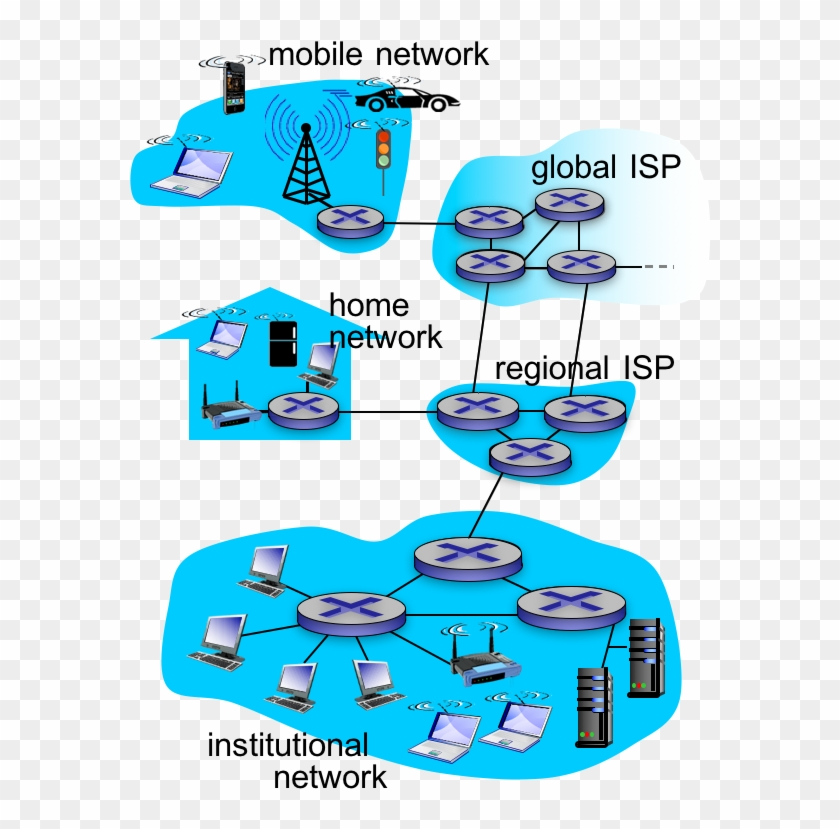 mobile network
global ISP
home
network
regional ISP
institutional
network